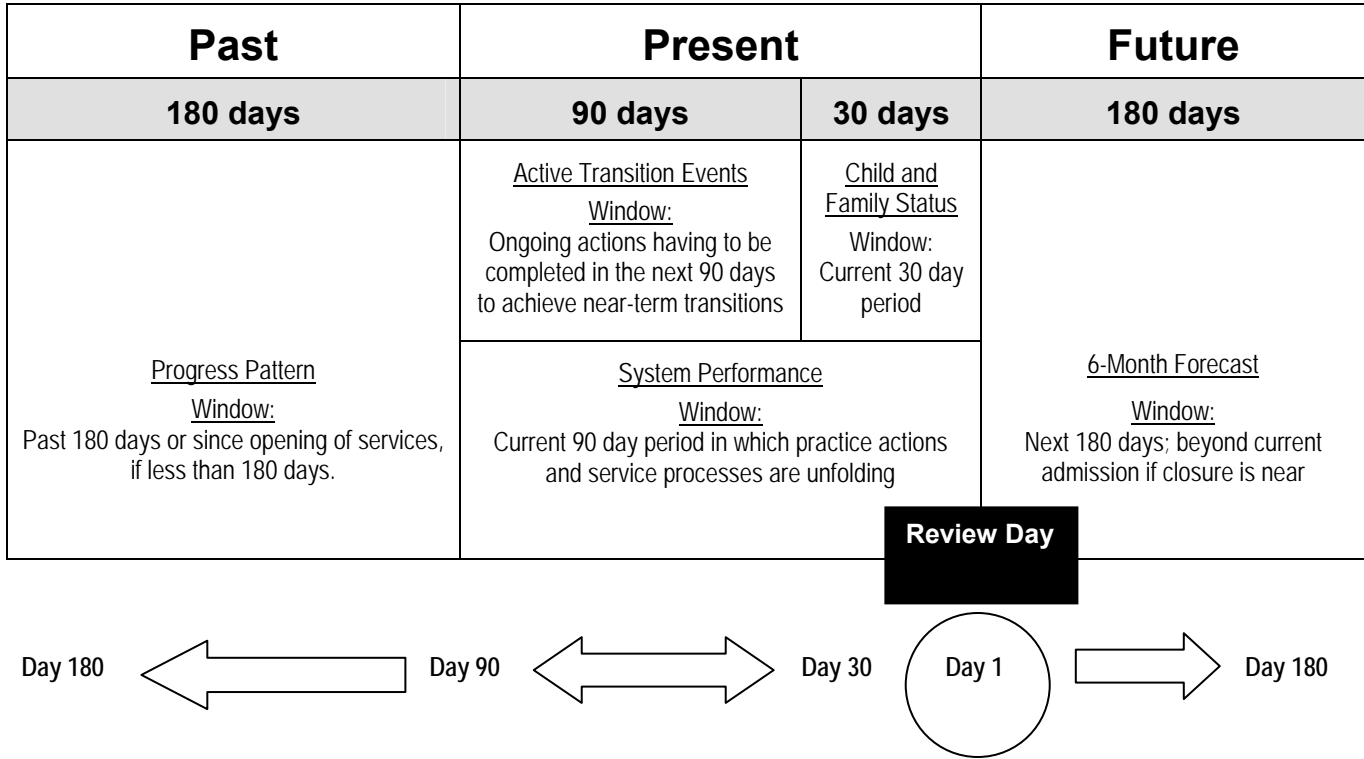 Past
Present
Future
180 days
90 days
30 days
180 days
Active Transition Events
Window:
Ongoing actions having to be
completed in the next 90 days
to achieve near-term transitions
Child and
Family Status
Window:
Current 30 day
period
Progress Pattern
Window:
Past 180 days or since opening of services,
if less than 180 days.
System Performance
Window:
Current 90 day period in which practice actions
and service processes are unfolding
6-Month Forecast
Window:
Next 180 days; beyond current
admission if closure is near
Review Day
Day 180
Day 90
Day 30
Day 1
Day 180